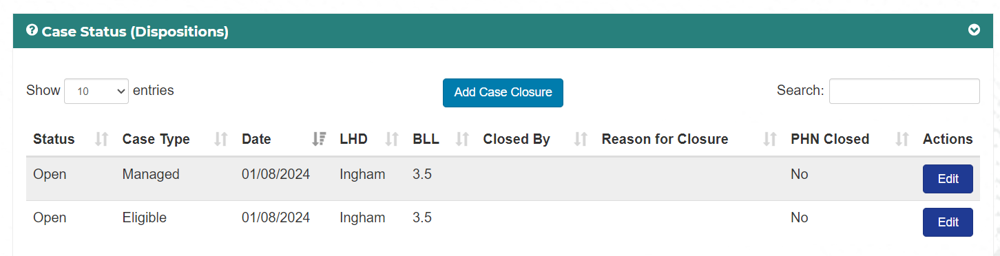 Case Status (Dispositions)
Show 10 entries Add Case Closure Search:
Status Case Type Date LHD BLL Closed By Reason for Closure PHN Closed Actions
Open Managed 01/08/2024 Ingham 3.5 No Edit
Open Eligible 01/08/2024 Ingham 3.5 No Edit